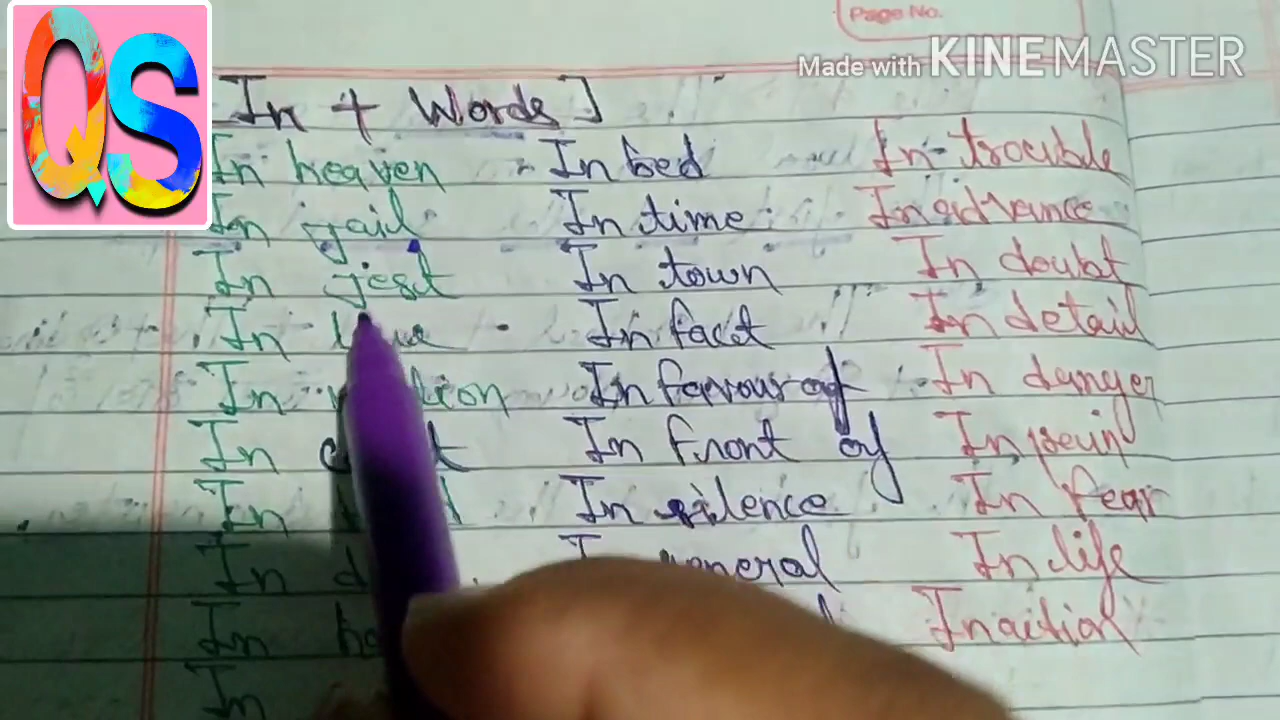 Page No.
Made with KINEMASTER
QS
In + Words]
In heaven In bed In trouble
In jail In time In advance
In jest In town In doubt
In In fact In detail
In In favour of In danger
In In front of In pain
In In silence In fear
In In general In life
In In action
In